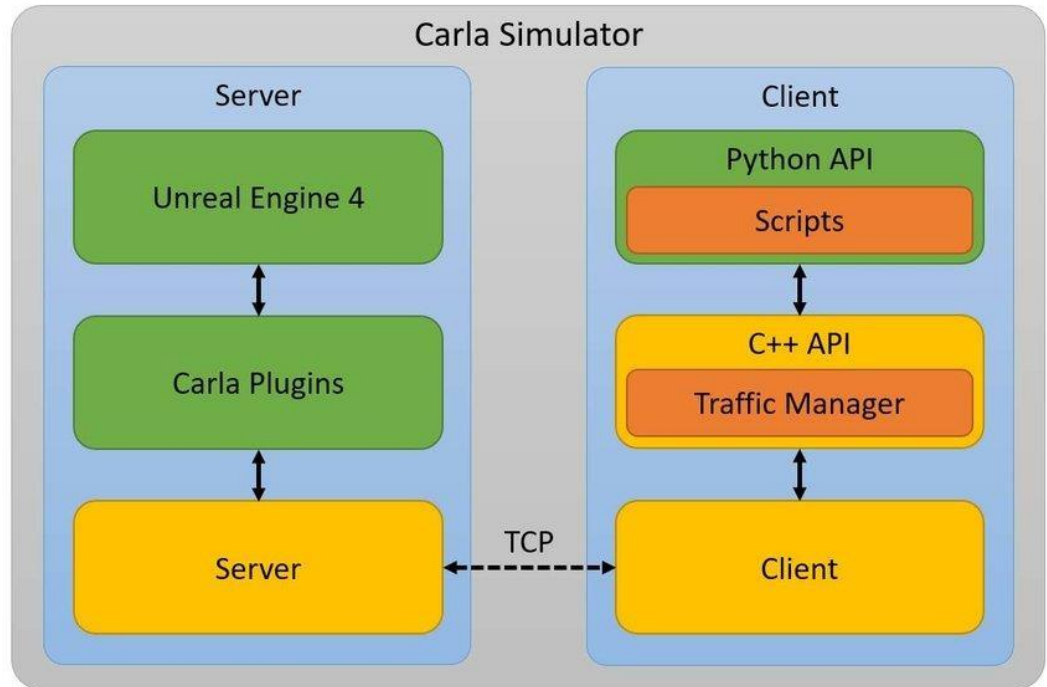 Carla Simulator
Server
Unreal Engine 4
Carla Plugins
Server
TCP
Client
Python API
Scripts
C++ API
Traffic Manager
Client